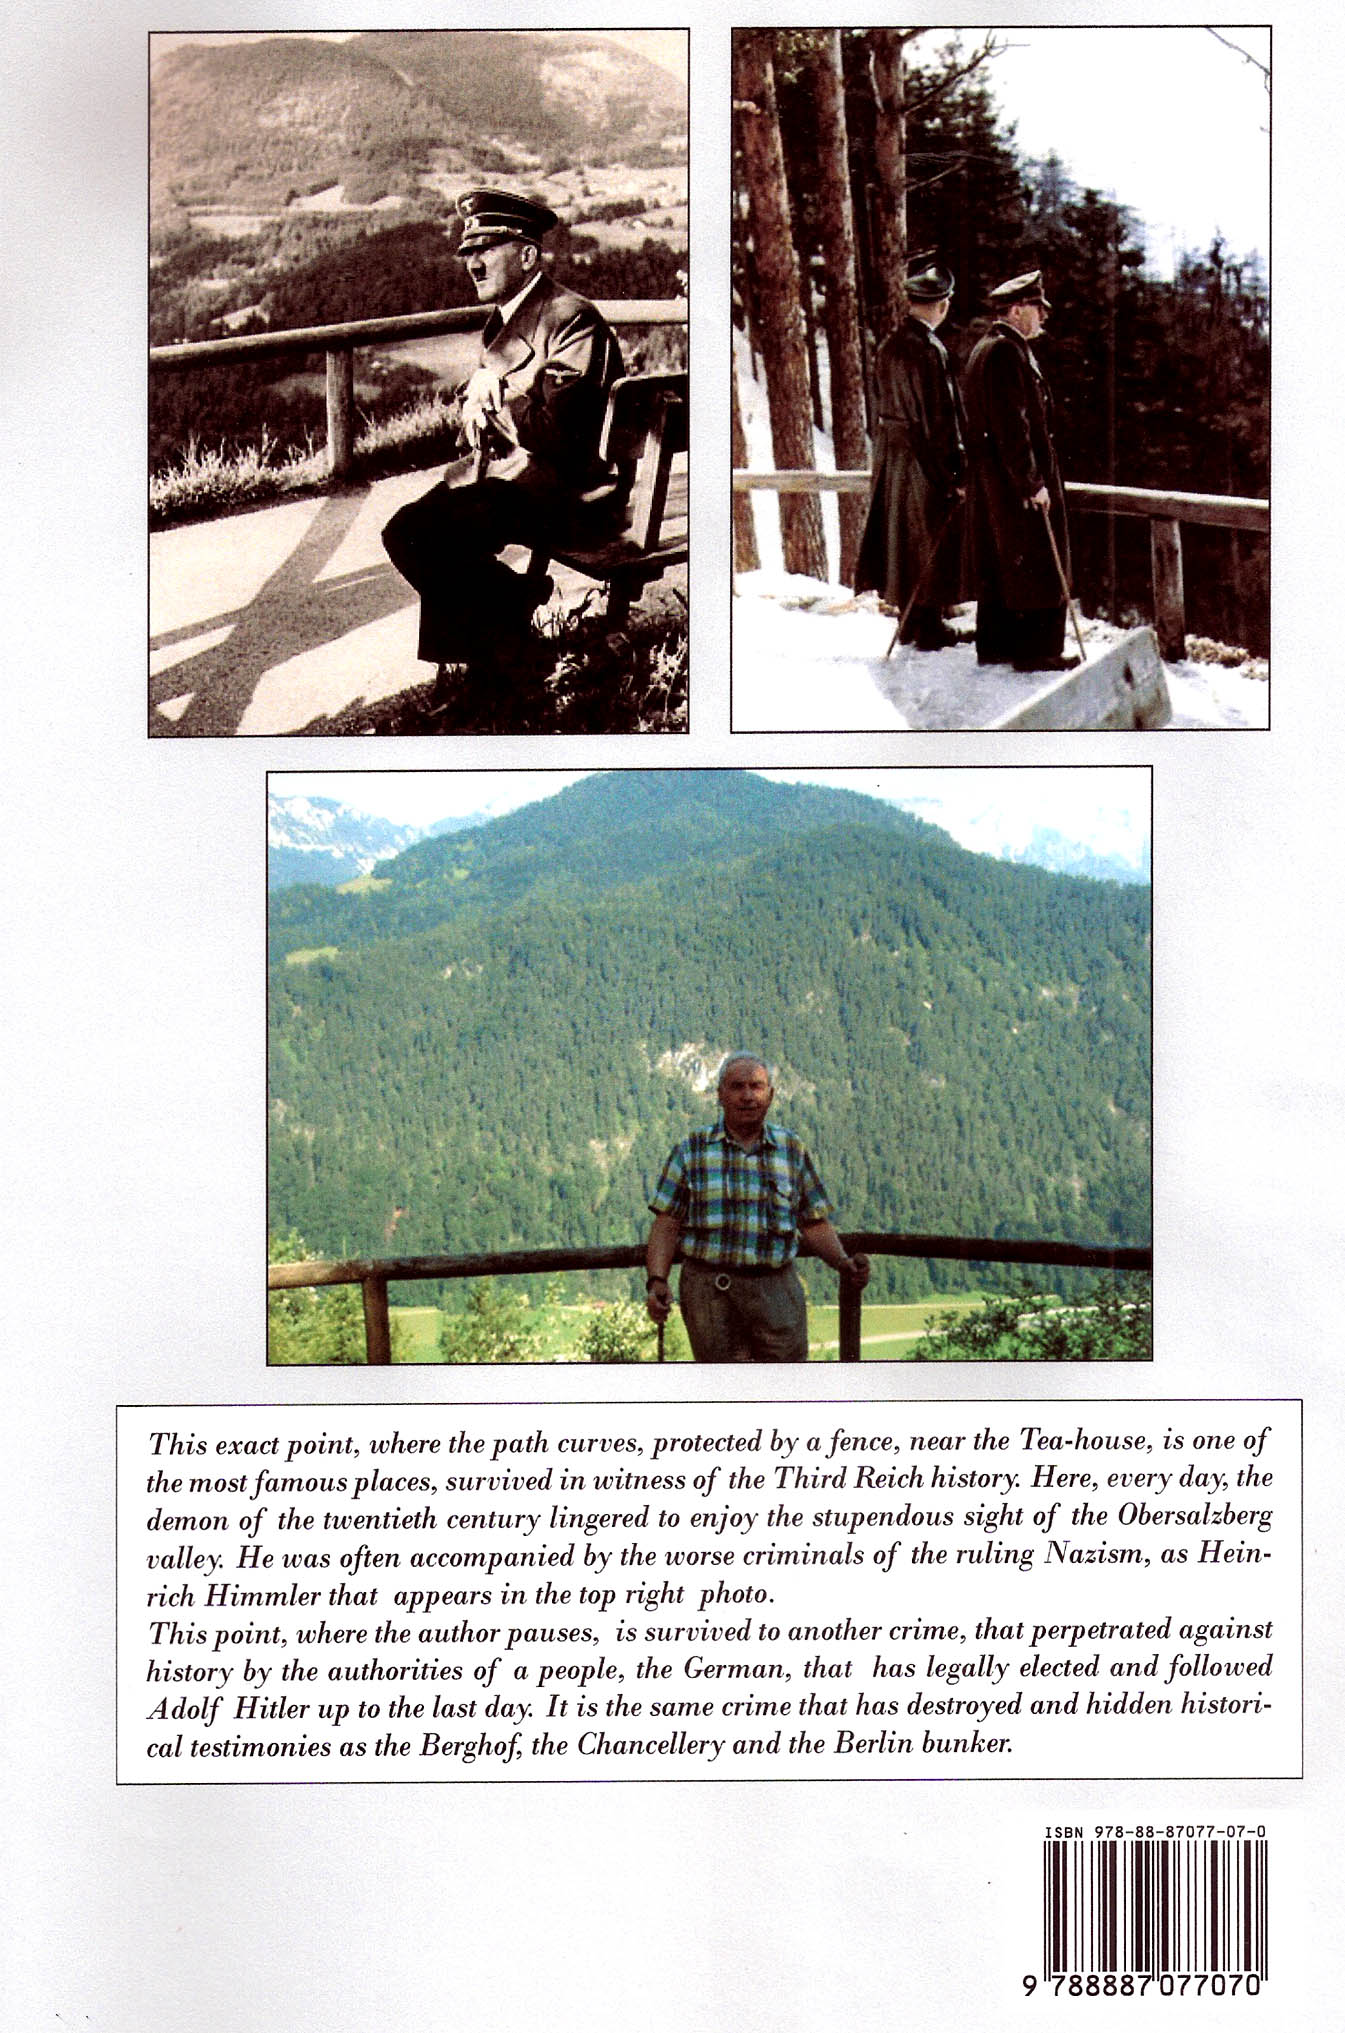 This exact point, where the path curves, protected by a fence, near the Tea-house, is one of
the most famous places, survived in witness of the Third Reich history. Here, every day, the
demon of the twentieth century lingered to enjoy the stupendous sight of the Obersalzberg
valley. He was often accompanied by the worse criminals of the ruling Nazism, as Hein-
rich Himmler that appears in the top right photo.
This point, where the author pauses, is survived to another crime, that perpetrated against
history by the authorities of a people, the German, that has legally elected and followed
Adolf Hitler up to the last day. It is the same crime that has destroyed and hidden histori-
cal testimonies as the Berghof, the Chancellery and the Berlin bunker.
ISBN 978-88-87077-07-0
9 788887 077070